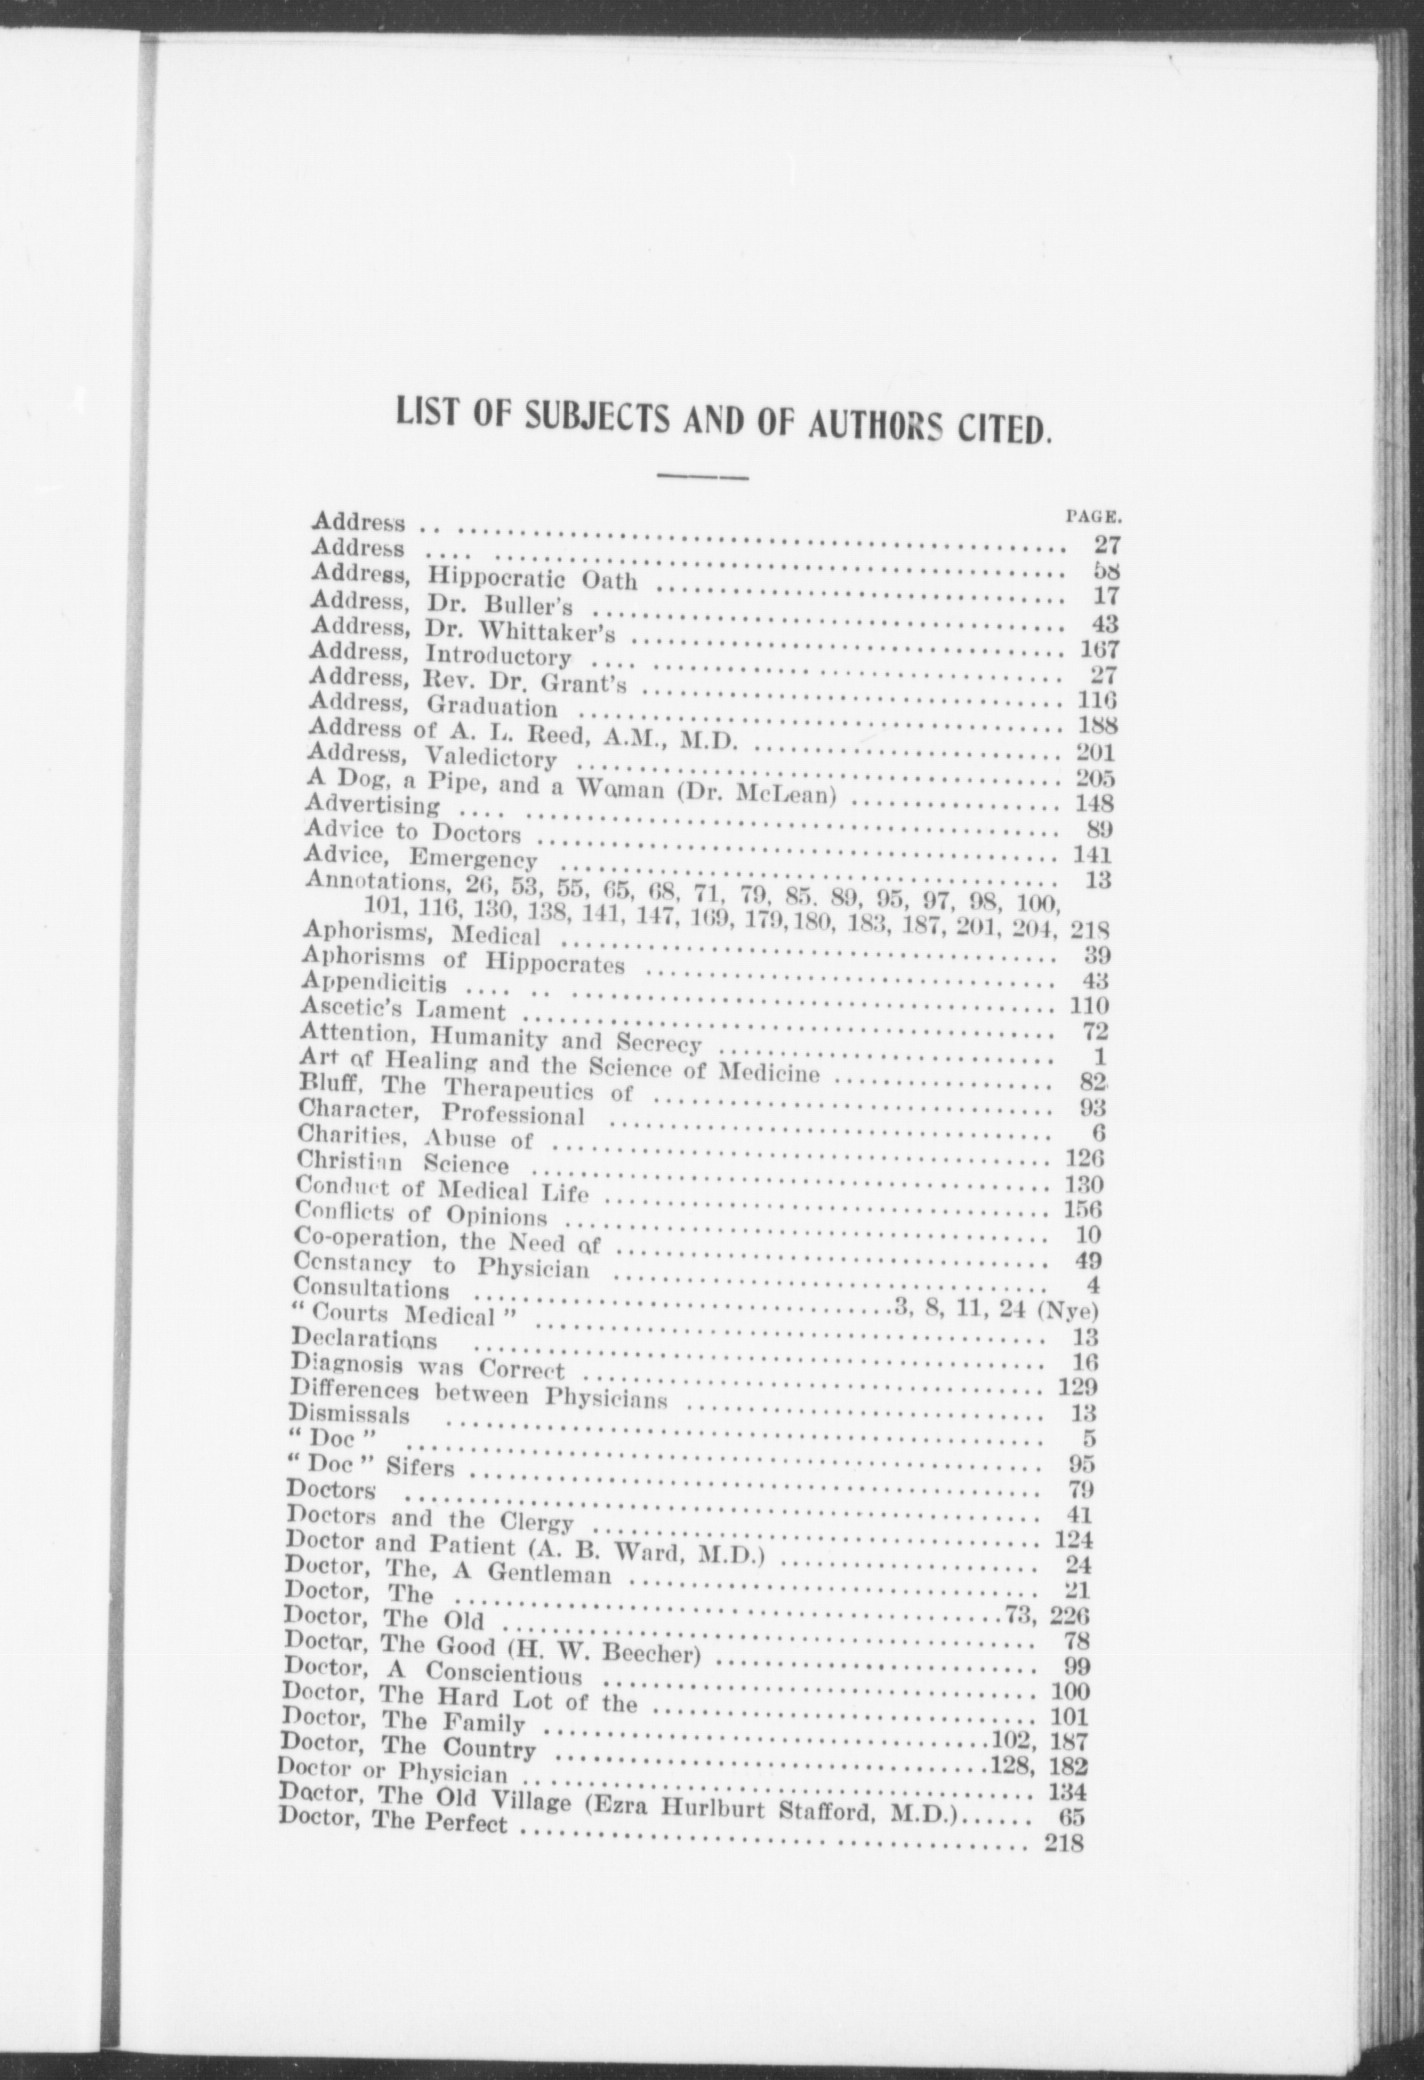 LIST OF SUBJECTS AND OF AUTHORS CITED.
PAGE.
Address .. .......... 27
Address .... .......... 58
Address, Hippocratic Oath .......... 17
Address, Dr. Buller's .......... 43
Address, Dr. Whittaker's .......... 167
Address, Introductory .... .......... 27
Address, Rev. Dr. Grant's .......... 116
Address, Graduation .......... 188
Address of A. L. Reed, A.M., M.D. .......... 201
Address, Valedictory .......... 205
A Dog, a Pipe, and a Woman (Dr. McLean) .......... 148
Advertising .... .......... 89
Advice to Doctors .......... 141
Advice, Emergency .......... 13
Annotations, 26, 53, 55, 65, 68, 71, 79, 85. 89, 95, 97, 98, 100,
101, 116, 130, 138, 141, 147, 169, 179, 180, 183, 187, 201, 204, 218
Aphorisms, Medical .......... 39
Aphorisms of Hippocrates .......... 43
Appendicitis .... .. .......... 110
Ascetic's Lament .......... 72
Attention, Humanity and Secrecy .......... 1
Art of Healing and the Science of Medicine .......... 82
Bluff, The Therapeutics of .......... 93
Character, Professional .......... 6
Charities, Abuse of .......... 126
Christian Science .......... 130
Conduct of Medical Life .......... 156
Conflicts of Opinions .......... 10
Co-operation, the Need of .......... 49
Constancy to Physician .......... 4
Consultations ..........3, 8, 11, 24 (Nye)
" Courts Medical " .......... 13
Declarations .......... 16
Diagnosis was Correct .......... 129
Differences between Physicians .......... 13
Dismissals .......... 5
" Doc " .......... 95
" Doc " Sifers .......... 79
Doctors .......... 41
Doctors and the Clergy .......... 124
Doctor and Patient (A. B. Ward, M.D.) .......... 24
Doctor, The, A Gentleman .......... 21
Doctor, The ..........73, 226
Doctor, The Old .......... 78
Doctor, The Good (H. W. Beecher) .......... 99
Doctor, A Conscientious .......... 100
Doctor, The Hard Lot of the .......... 101
Doctor, The Family ..........102, 187
Doctor, The Country ..........128, 182
Doctor or Physician .......... 134
Doctor, The Old Village (Ezra Hurlburt Stafford, M.D.)...... 65
Doctor, The Perfect .......... 218